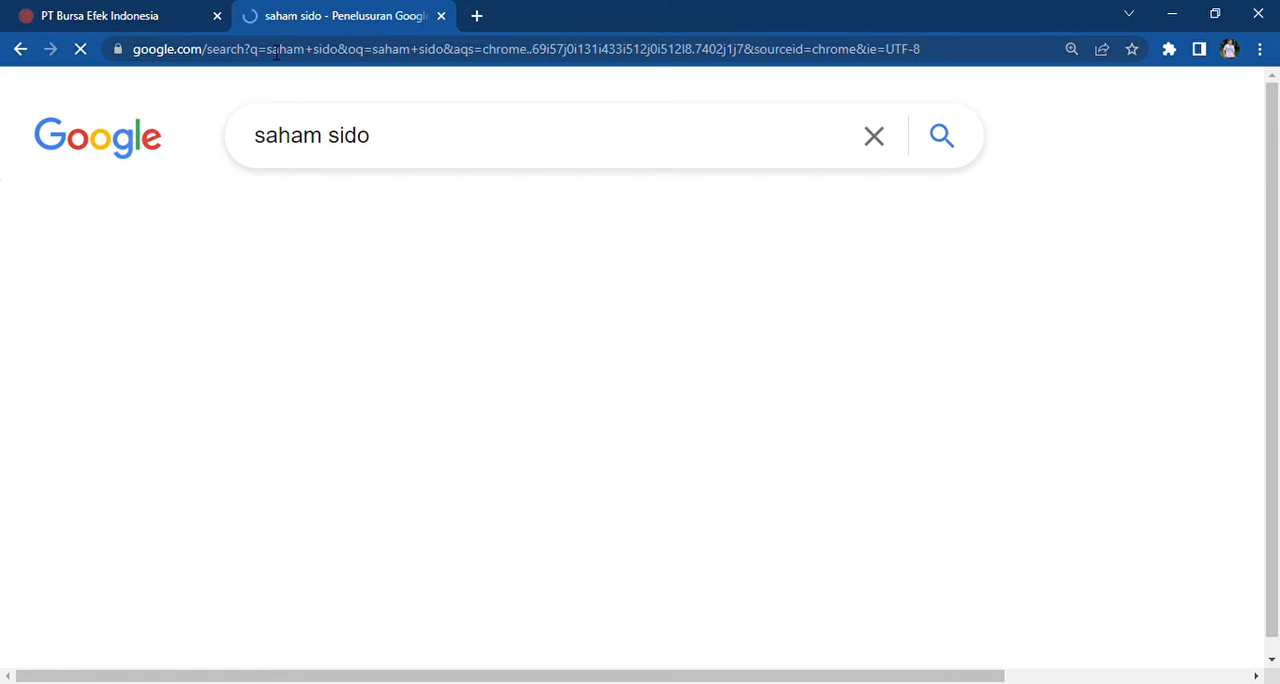 PT Bursa Efek Indonesia
saham sido - Penelusuran Googl
google.com/search?q=saham+sido&oq=saham+sido&aqs=chrome..69i57j0i131i433i512j0i512l8.7402j1j7&sourceid=chrome&ie=UTF-8
Google
saham sido